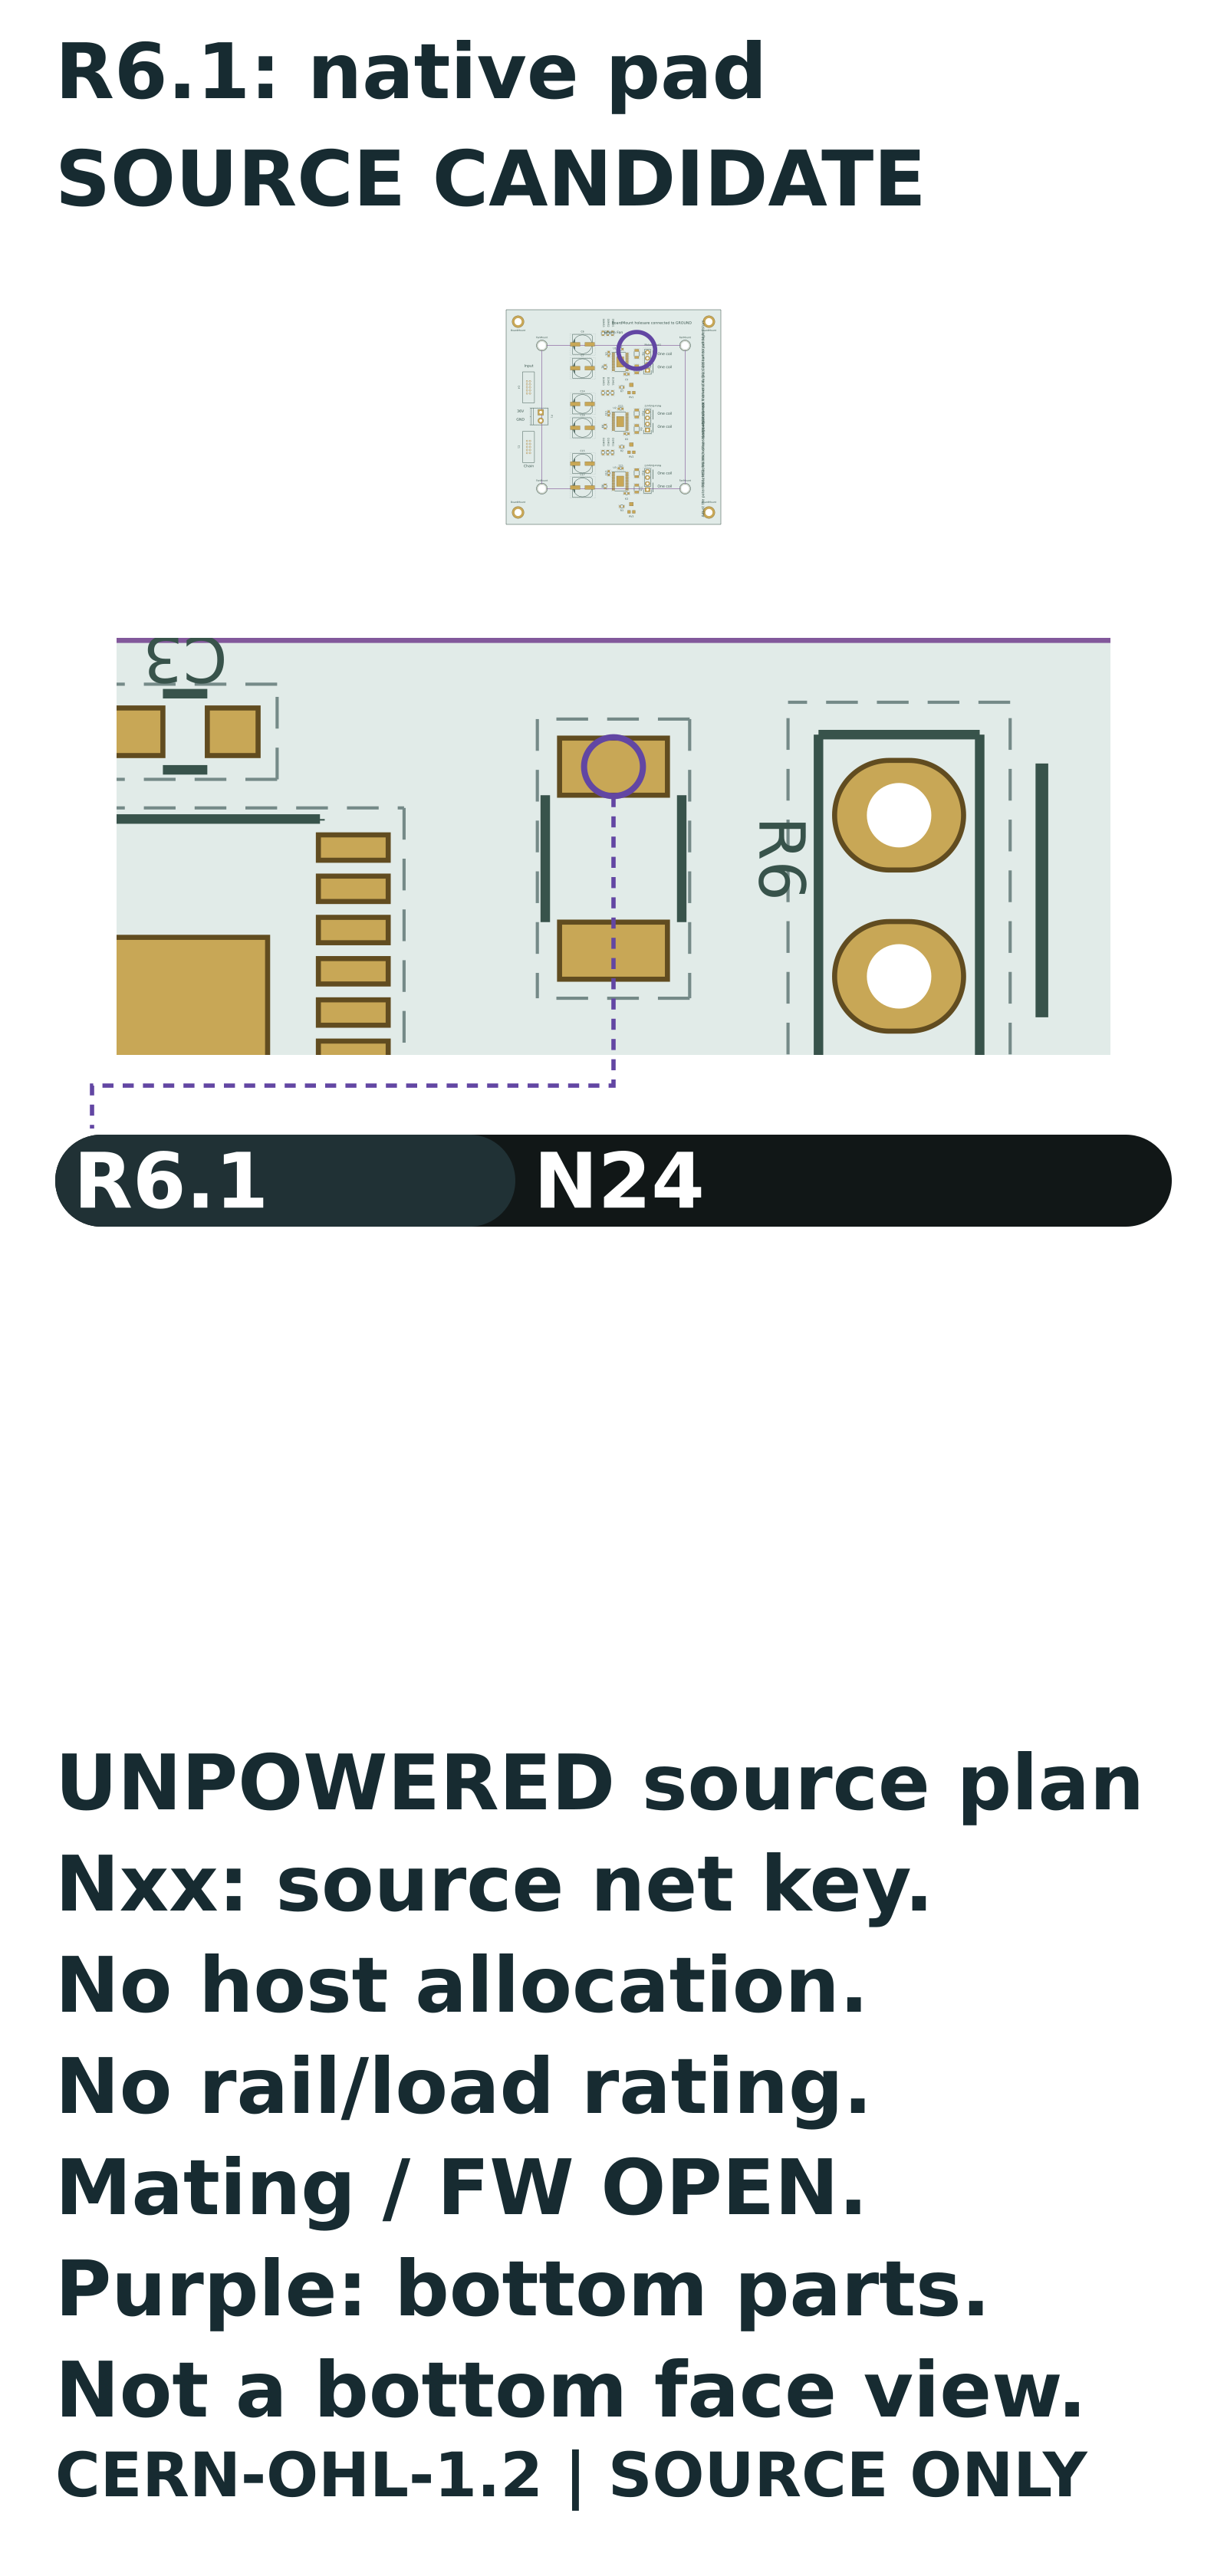 R6.1: native pad
SOURCE CANDIDATE
C3
R6
R6.1 N24
UNPOWERED source plan
Nxx: source net key.
No host allocation.
No rail/load rating.
Mating / FW OPEN.
Purple: bottom parts.
Not a bottom face view.
CERN-OHL-1.2 | SOURCE ONLY